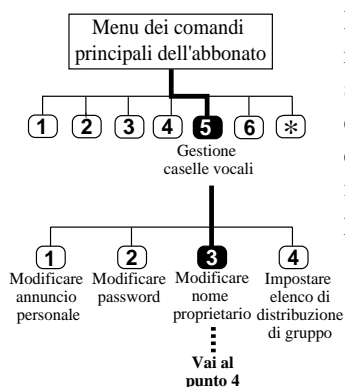 Menu dei comandi
principali dell'abbonato
1 2 3 4 5 6 *
Gestione
caselle vocali
1 2 3 4
Modificare Modificare Modificare Impostare
annuncio password nome elenco di
personale proprietario distribuzione
di gruppo
Vai al
punto 4